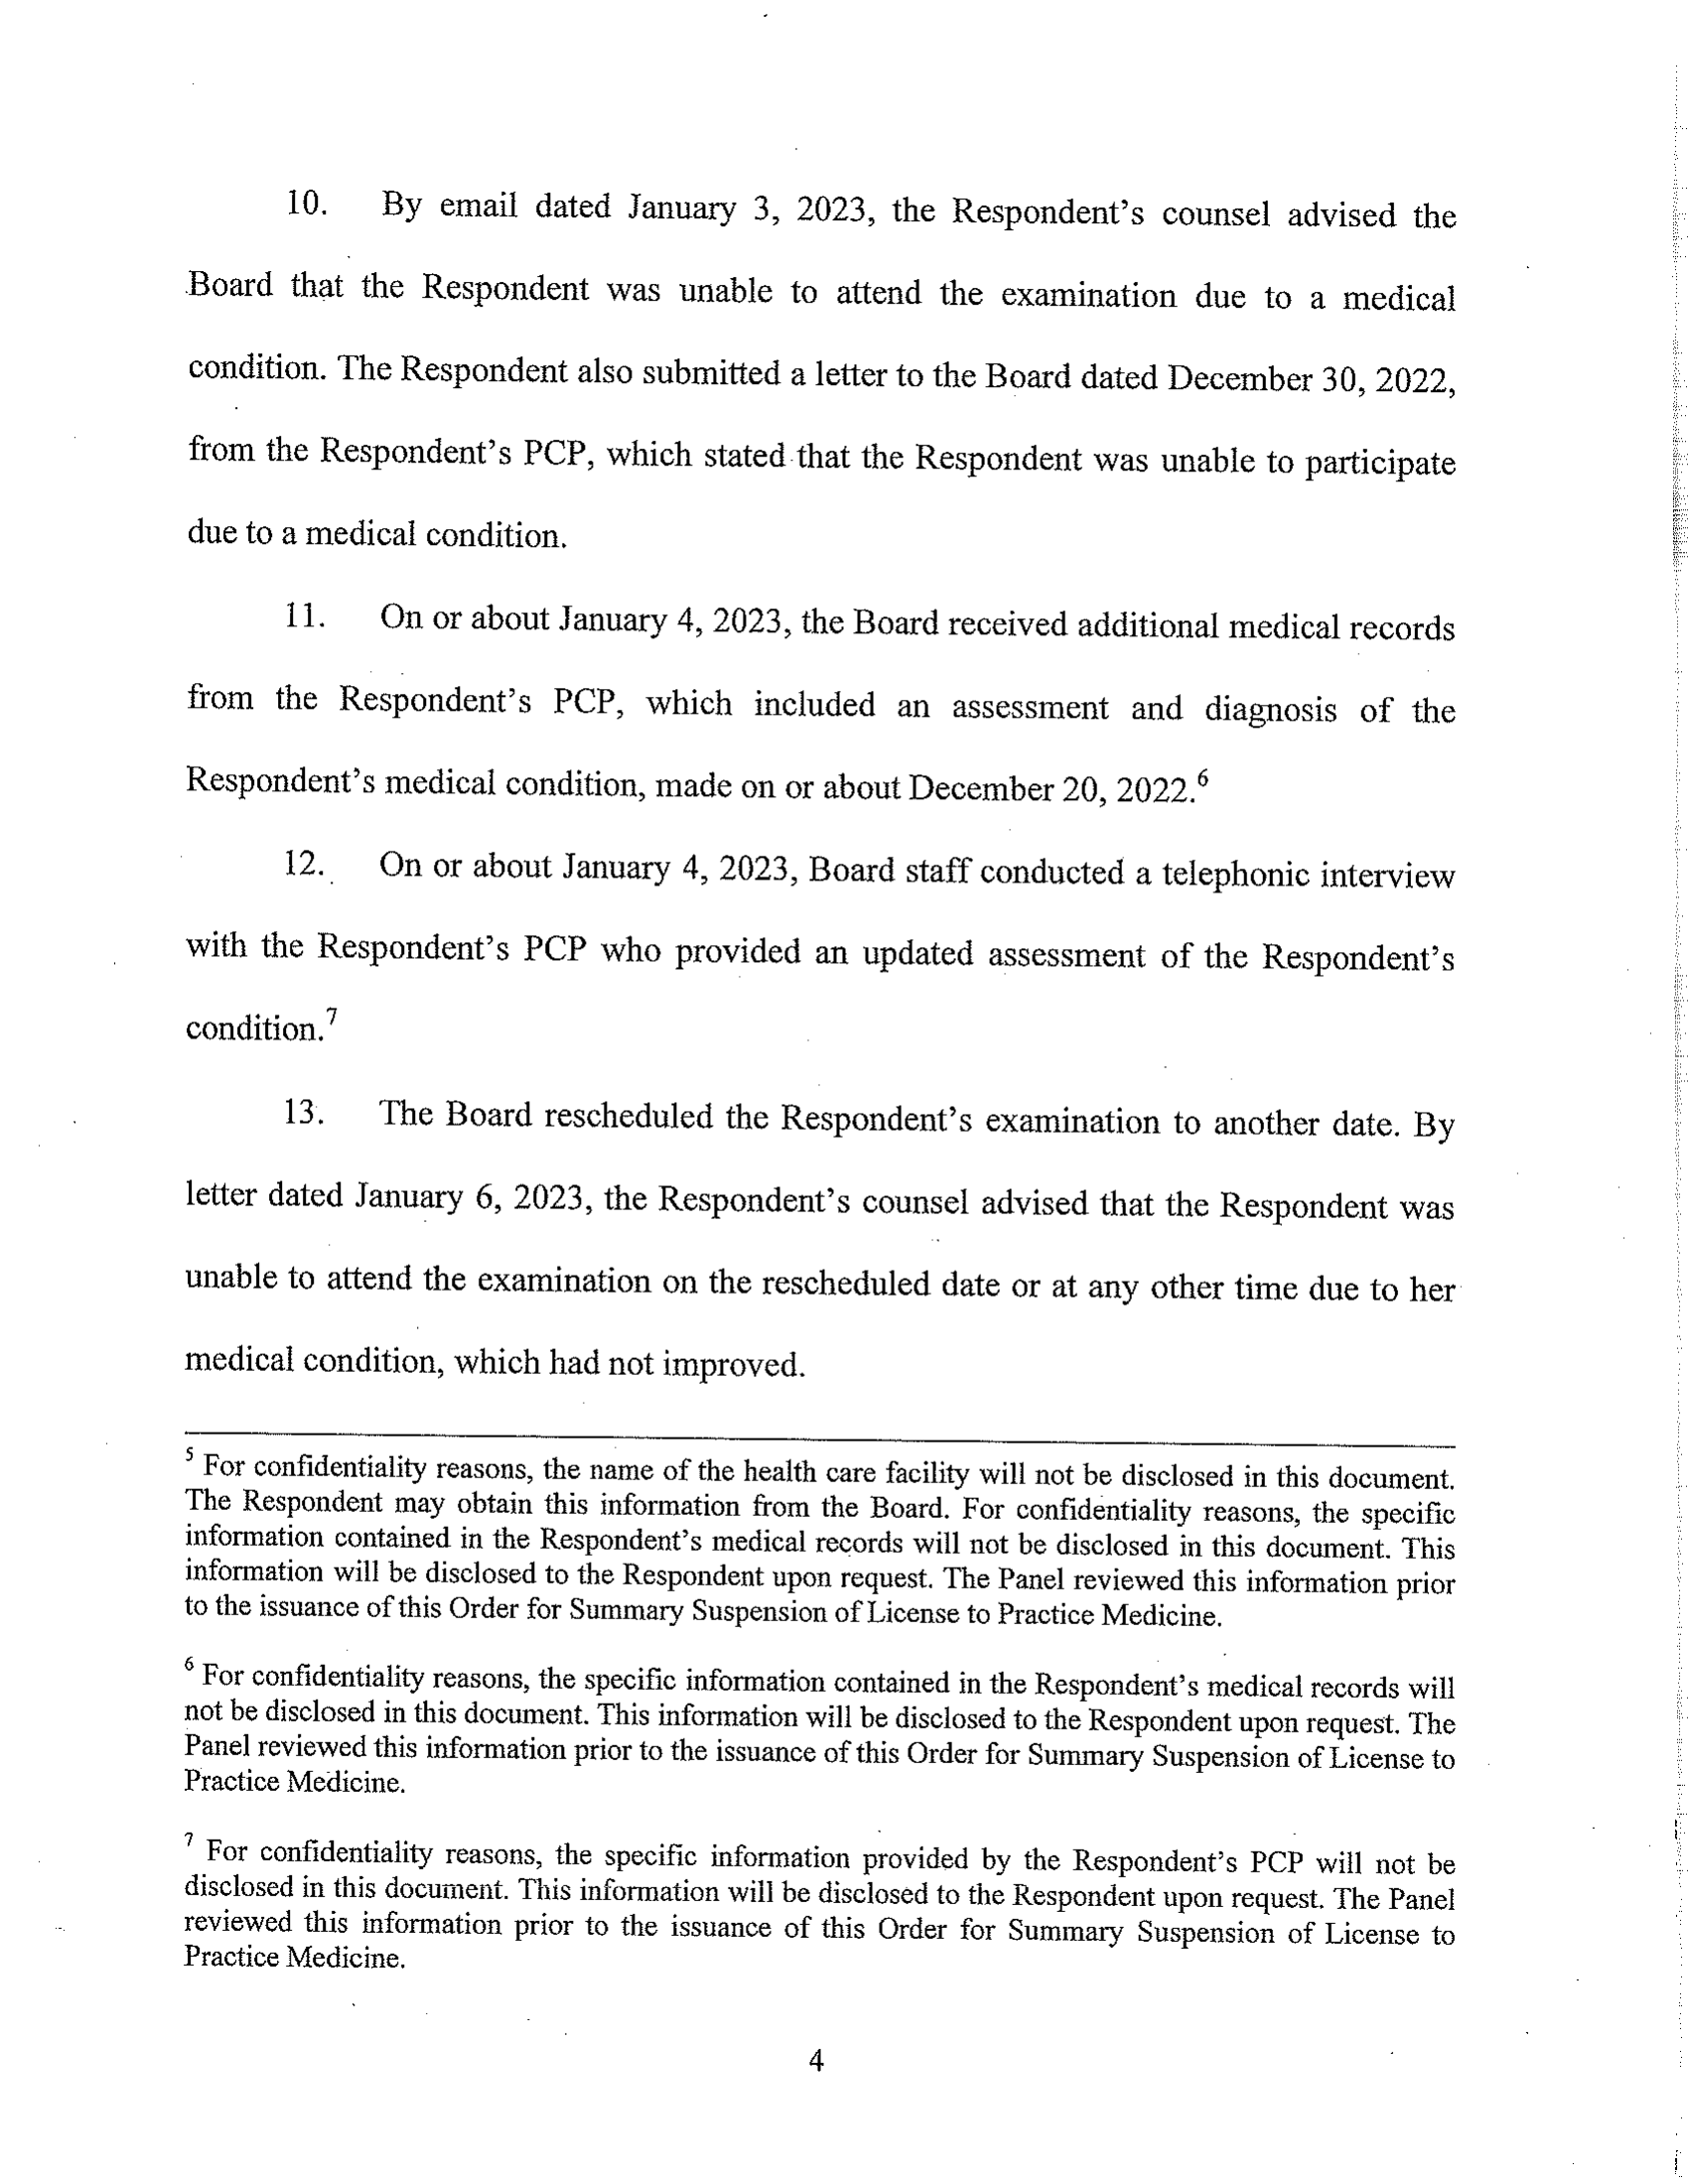 10. By email dated January 3, 2023, the Respondent's counsel advised the
Board that the Respondent was unable to attend the examination due to a medical
condition. The Respondent also submitted a letter to the Board dated December 30, 2022,
from the Respondent's PCP, which stated that the Respondent was unable to participate
due to a medical condition.
11. On or about January 4, 2023, the Board received additional medical records
from the Respondent's PCP, which included an assessment and diagnosis of the
Respondent's medical condition, made on or about December 20, 2022.⁶
12. On or about January 4, 2023, Board staff conducted a telephonic interview
with the Respondent's PCP who provided an updated assessment of the Respondent's
condition.⁷
13. The Board rescheduled the Respondent's examination to another date. By
letter dated January 6, 2023, the Respondent's counsel advised that the Respondent was
unable to attend the examination on the rescheduled date or at any other time due to her
medical condition, which had not improved.
⁵ For confidentiality reasons, the name of the health care facility will not be disclosed in this document.
The Respondent may obtain this information from the Board. For confidentiality reasons, the specific
information contained in the Respondent's medical records will not be disclosed in this document. This
information will be disclosed to the Respondent upon request. The Panel reviewed this information prior
to the issuance of this Order for Summary Suspension of License to Practice Medicine.
⁶ For confidentiality reasons, the specific information contained in the Respondent's medical records will
not be disclosed in this document. This information will be disclosed to the Respondent upon request. The
Panel reviewed this information prior to the issuance of this Order for Summary Suspension of License to
Practice Medicine.
⁷ For confidentiality reasons, the specific information provided by the Respondent's PCP will not be
disclosed in this document. This information will be disclosed to the Respondent upon request. The Panel
reviewed this information prior to the issuance of this Order for Summary Suspension of License to
Practice Medicine.
4